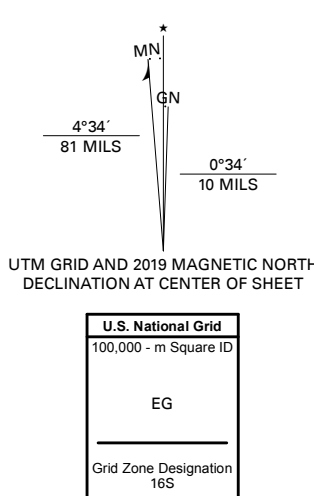 ★
MN
GN
4°34´
81 MILS
0°34´
10 MILS
UTM GRID AND 2019 MAGNETIC NORTH
DECLINATION AT CENTER OF SHEET
U.S. National Grid
100,000 - m Square ID
EG
Grid Zone Designation
16S